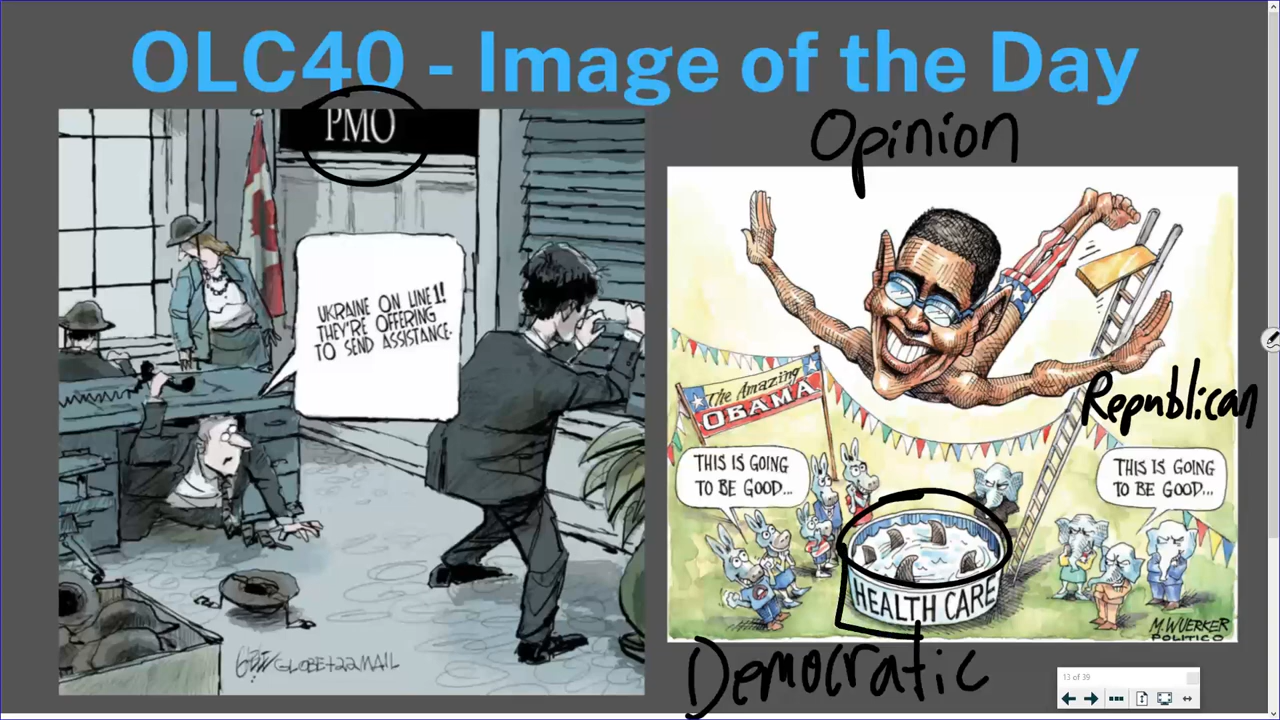 OLC40 - Image of the Day
PMO
UKRAINE ON LINE 1!
THEY'RE OFFERING
TO SEND ASSISTANCE.
GLOBE+22MAIL
Opinion
The Amazing
OBAMA
Republican
THIS IS GOING
TO BE GOOD...
THIS IS GOING
TO BE GOOD...
HEALTH CARE
M.WUERKER
POLITICO
Democratic
13 of 39